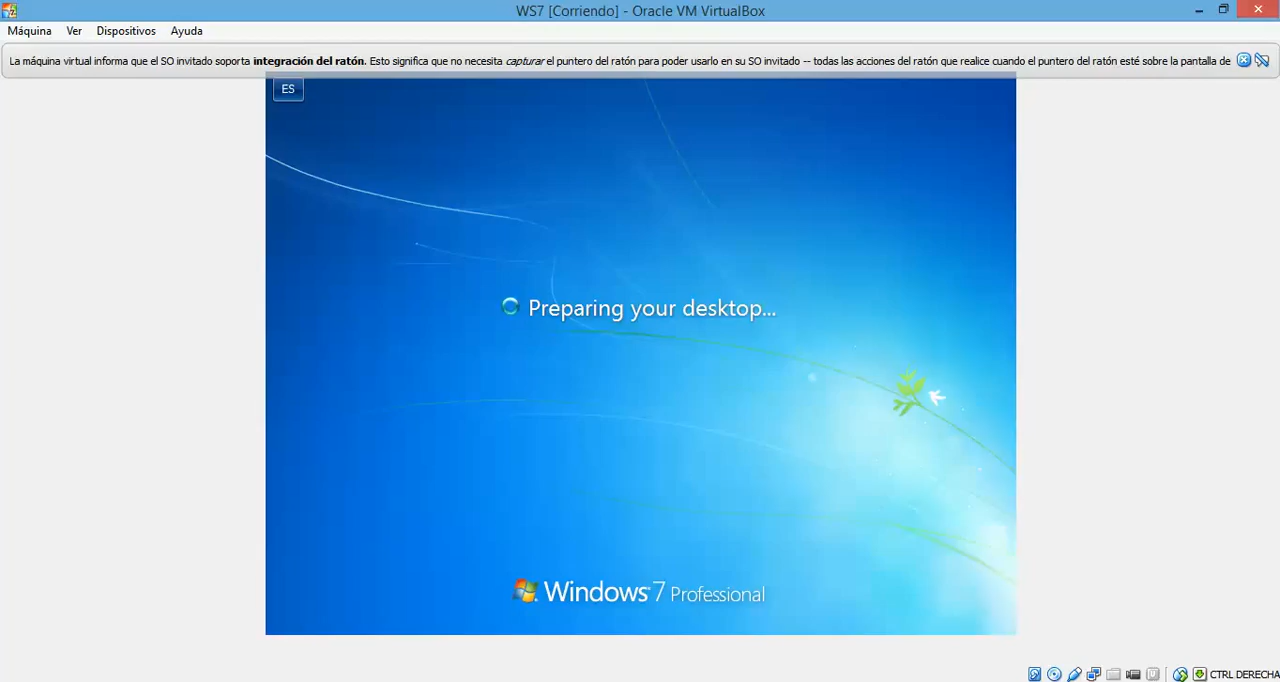 WS7 [Corriendo] - Oracle VM VirtualBox
Máquina Ver Dispositivos Ayuda
La máquina virtual informa que el SO invitado soporta integración del ratón. Esto significa que no necesita capturar el puntero del ratón para poder usarlo en su SO invitado -- todas las acciones del ratón que realice cuando el puntero del ratón esté sobre la pantalla de
ES
Preparing your desktop...
Windows 7 Professional
CTRL DERECHA